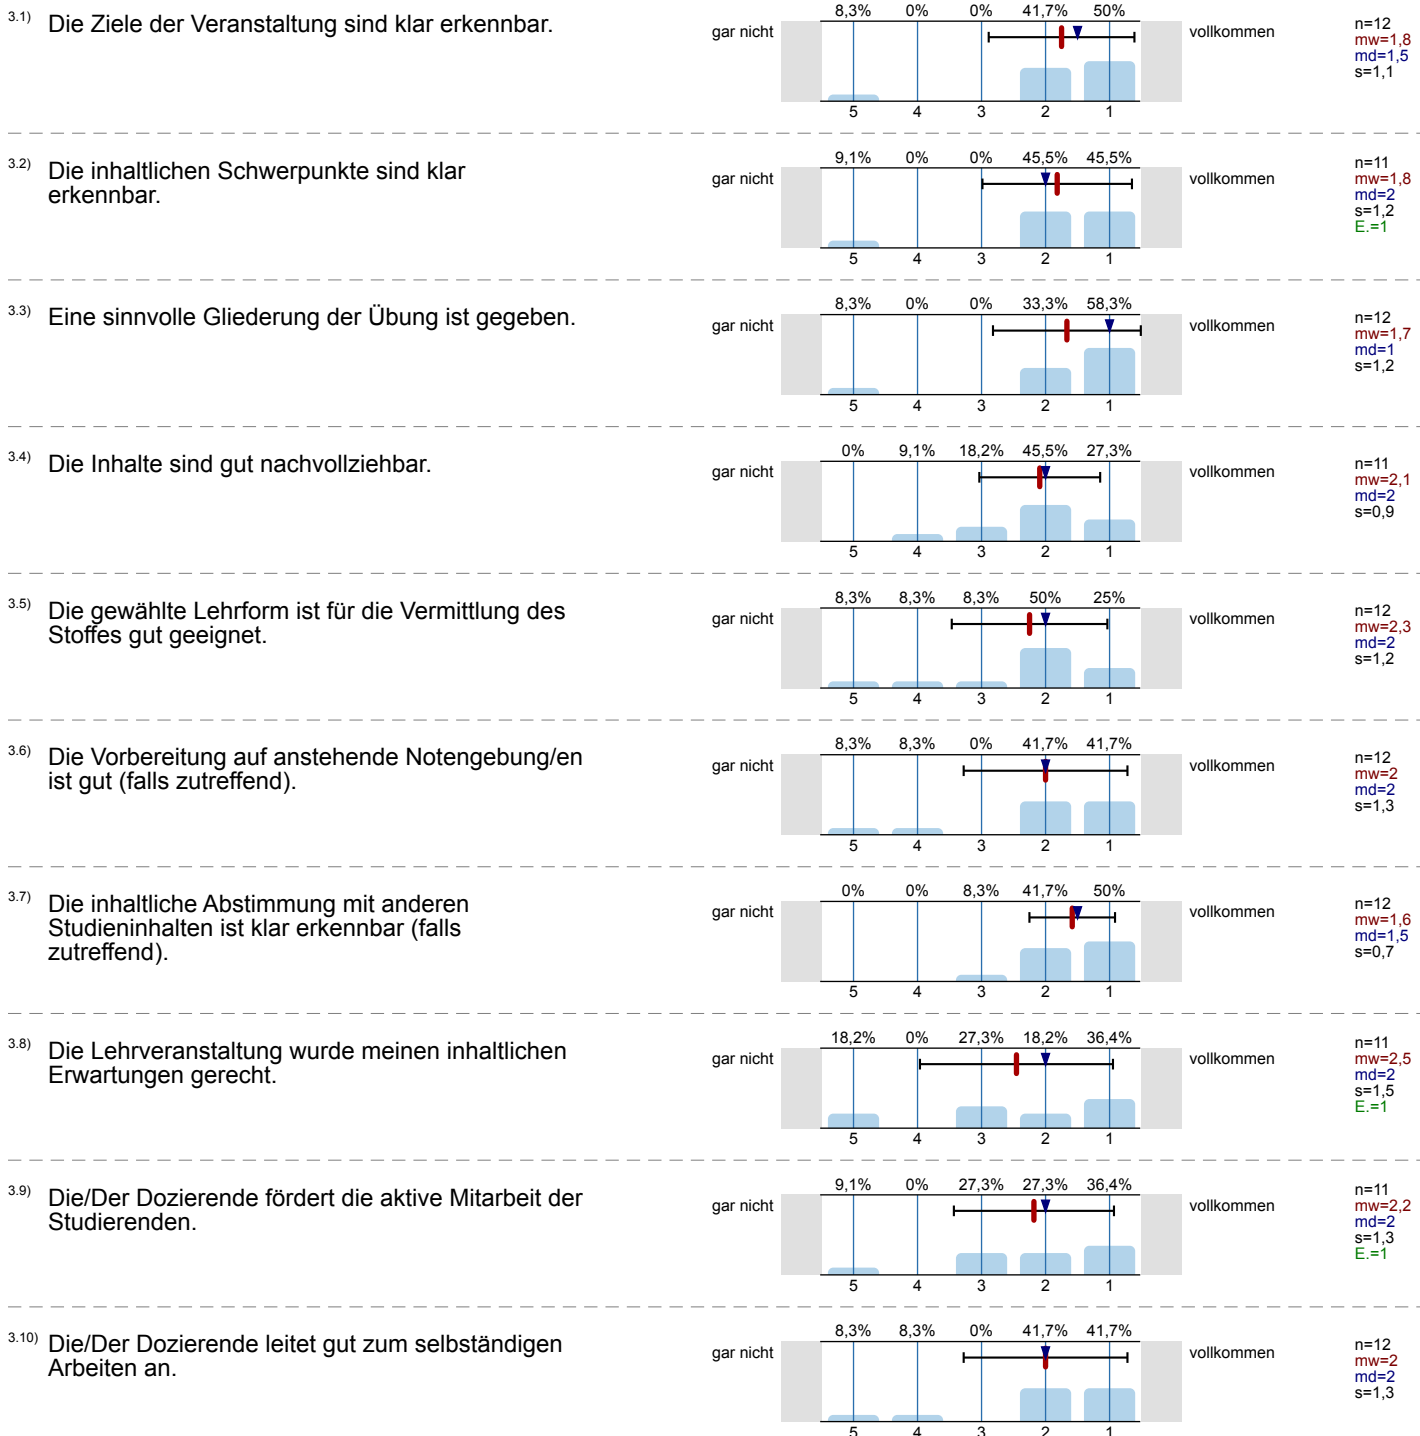 3.1) Die Ziele der Veranstaltung sind klar erkennbar.
8,3% 0% 0% 41,7% 50%
gar nicht vollkommen
n=12
mw=1,8
md=1,5
s=1,1
5 4 3 2 1
3.2) Die inhaltlichen Schwerpunkte sind klar
erkennbar.
9,1% 0% 0% 45,5% 45,5%
gar nicht vollkommen
n=11
mw=1,8
md=2
s=1,2
E.=1
5 4 3 2 1
3.3) Eine sinnvolle Gliederung der Übung ist gegeben.
8,3% 0% 0% 33,3% 58,3%
gar nicht vollkommen
n=12
mw=1,7
md=1
s=1,2
5 4 3 2 1
3.4) Die Inhalte sind gut nachvollziehbar.
0% 9,1% 18,2% 45,5% 27,3%
gar nicht vollkommen
n=11
mw=2,1
md=2
s=0,9
5 4 3 2 1
3.5) Die gewählte Lehrform ist für die Vermittlung des
Stoffes gut geeignet.
8,3% 8,3% 8,3% 50% 25%
gar nicht vollkommen
n=12
mw=2,3
md=2
s=1,2
5 4 3 2 1
3.6) Die Vorbereitung auf anstehende Notengebung/en
ist gut (falls zutreffend).
8,3% 8,3% 0% 41,7% 41,7%
gar nicht vollkommen
n=12
mw=2
md=2
s=1,3
5 4 3 2 1
3.7) Die inhaltliche Abstimmung mit anderen
Studieninhalten ist klar erkennbar (falls
zutreffend).
0% 0% 8,3% 41,7% 50%
gar nicht vollkommen
n=12
mw=1,6
md=1,5
s=0,7
5 4 3 2 1
3.8) Die Lehrveranstaltung wurde meinen inhaltlichen
Erwartungen gerecht.
18,2% 0% 27,3% 18,2% 36,4%
gar nicht vollkommen
n=11
mw=2,5
md=2
s=1,5
E.=1
5 4 3 2 1
3.9) Die/Der Dozierende fördert die aktive Mitarbeit der
Studierenden.
9,1% 0% 27,3% 27,3% 36,4%
gar nicht vollkommen
n=11
mw=2,2
md=2
s=1,3
E.=1
5 4 3 2 1
3.10) Die/Der Dozierende leitet gut zum selbständigen
Arbeiten an.
8,3% 8,3% 0% 41,7% 41,7%
gar nicht vollkommen
n=12
mw=2
md=2
s=1,3
5 4 3 2 1